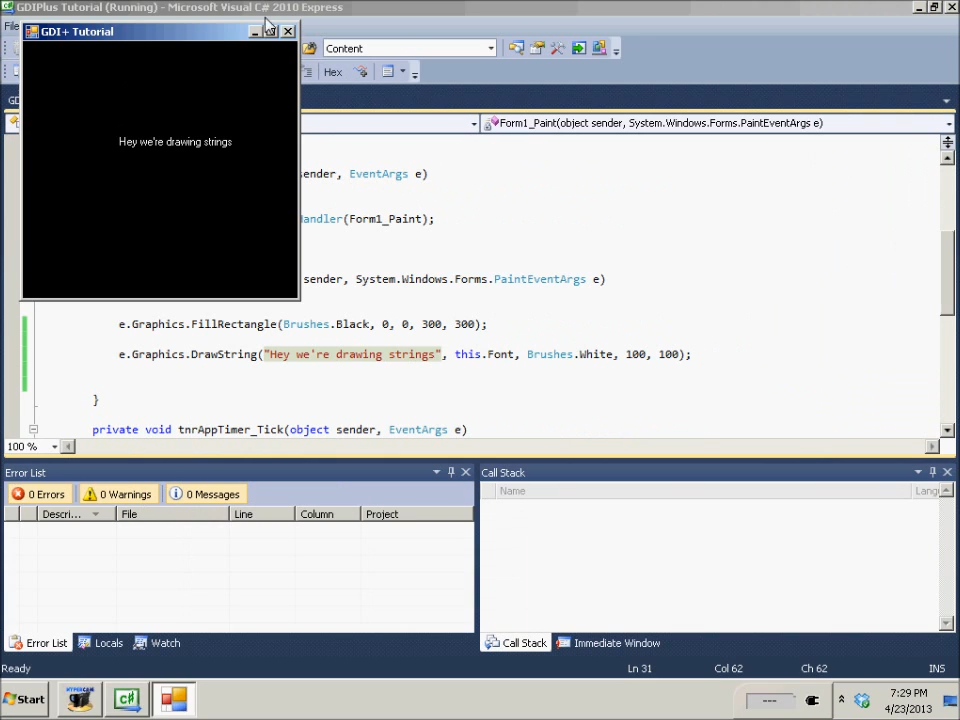 GDIPlus Tutorial (Running) - Microsoft Visual C# 2010 Express
File
GDI+ Tutorial
Content
Hex
Form1_Paint(object sender, System.Windows.Forms.PaintEventArgs e)
Hey we're drawing strings
sender, EventArgs e)
Handler(Form1_Paint);
sender, System.Windows.Forms.PaintEventArgs e)
e.Graphics.FillRectangle(Brushes.Black, 0, 0, 300, 300);
e.Graphics.DrawString("Hey we're drawing strings", this.Font, Brushes.White, 100, 100);
}
private void tnrAppTimer_Tick(object sender, EventArgs e)
100 %
Error List
Call Stack
0 Errors
0 Warnings
0 Messages
Name
Langu
Descri...
File
Line
Column
Project
Error List
Locals
Watch
Call Stack
Immediate Window
Ready
Ln 31
Col 62
Ch 62
INS
Start
HYPERCAM
C#
7:29 PM
4/23/2013